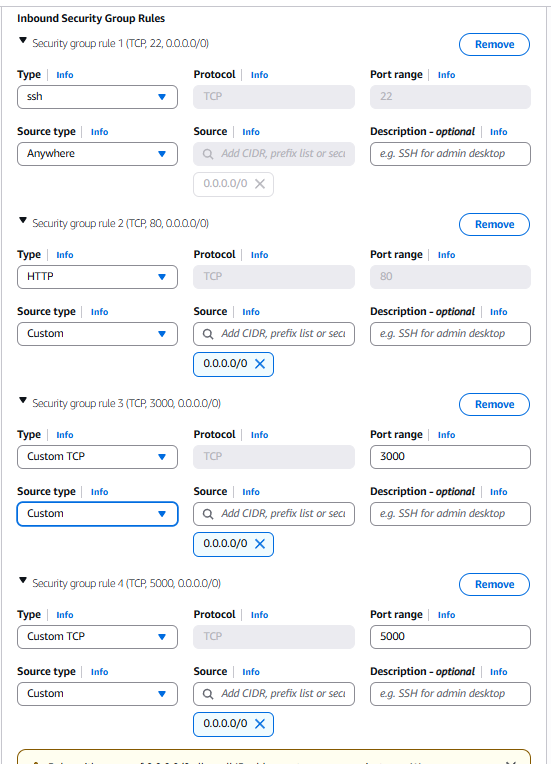 Inbound Security Group Rules
Security group rule 1 (TCP, 22, 0.0.0.0/0) Remove
Type Info Protocol Info Port range Info
ssh TCP 22
Source type Info Source Info Description - optional Info
Anywhere Add CIDR, prefix list or secu e.g. SSH for admin desktop
0.0.0.0/0
Security group rule 2 (TCP, 80, 0.0.0.0/0) Remove
Type Info Protocol Info Port range Info
HTTP TCP 80
Source type Info Source Info Description - optional Info
Custom Add CIDR, prefix list or secu e.g. SSH for admin desktop
0.0.0.0/0
Security group rule 3 (TCP, 3000, 0.0.0.0/0) Remove
Type Info Protocol Info Port range Info
Custom TCP TCP 3000
Source type Info Source Info Description - optional Info
Custom Add CIDR, prefix list or secu e.g. SSH for admin desktop
0.0.0.0/0
Security group rule 4 (TCP, 5000, 0.0.0.0/0) Remove
Type Info Protocol Info Port range Info
Custom TCP TCP 5000
Source type Info Source Info Description - optional Info
Custom Add CIDR, prefix list or secu e.g. SSH for admin desktop
0.0.0.0/0